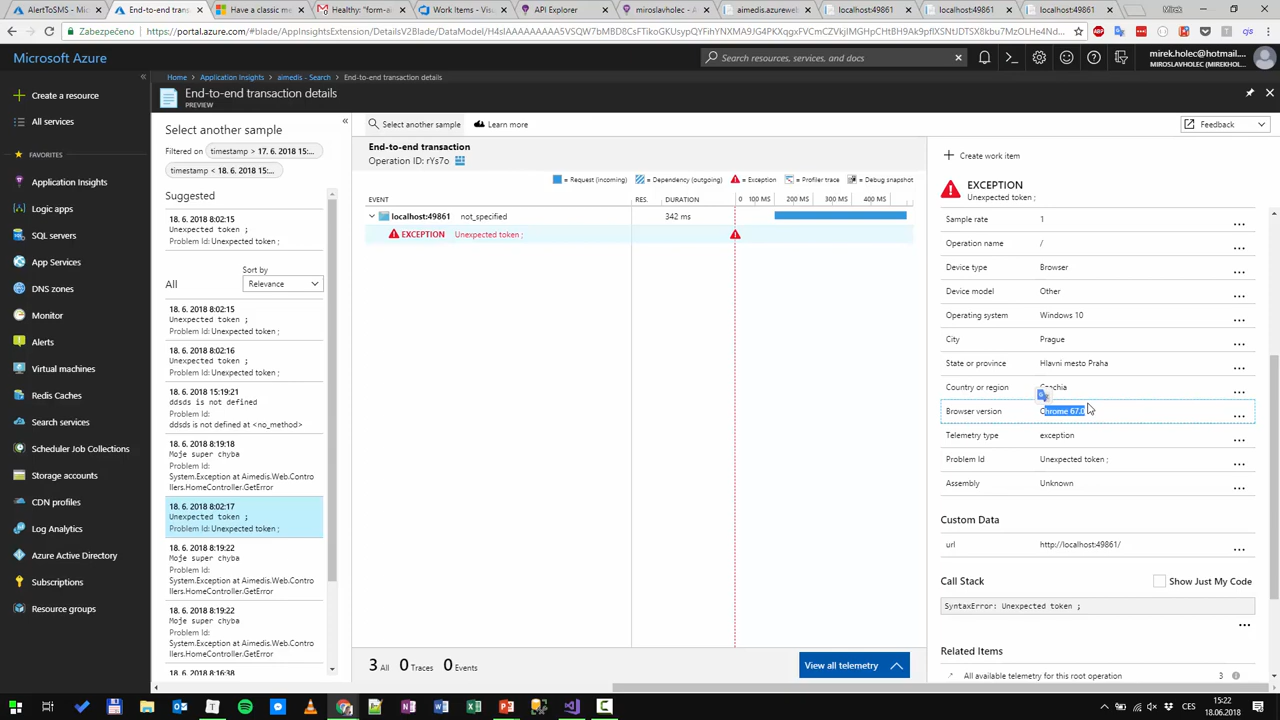 AlertToSMS - Mi
End-to-end trans
Have a classic me
Healthy: "form-ac
Work Items - V
API Explorer
miroslavholec - M
aimedis.azurewe
localhost:49861
localhost:49861
localhost:49861
Mirek
Zabezpečeno
Microsoft Azure
Search resources, services, and docs
mirek.holec@hotmail....
MIROSLAVHOLEC (MIREKHOL...
Home
Application Insights
aimedis - Search
End-to-end transaction details
End-to-end transaction details
PREVIEW
Create a resource
All services
FAVORITES
Application Insights
Logic apps
SQL servers
App Services
DNS zones
Monitor
Alerts
Virtual machines
Redis Caches
Search services
Scheduler Job Collections
Storage accounts
CDN profiles
Log Analytics
Azure Active Directory
Subscriptions
Resource groups
Select another sample
Filtered on
timestamp > 17. 6. 2018 15:...
timestamp < 18. 6. 2018 15:...
Suggested
18. 6. 2018 8:02:15
Unexpected token ;
Problem Id: Unexpected token ;
All
Sort by
Relevance
18. 6. 2018 8:02:15
Unexpected token ;
Problem Id: Unexpected token ;
18. 6. 2018 8:02:16
Unexpected token ;
Problem Id: Unexpected token ;
18. 6. 2018 15:19:21
ddsds is not defined
Problem Id:
ddsds is not defined at <no_method>
18. 6. 2018 8:19:18
Moje super chyba
Problem Id:
System.Exception at Aimedis.Web.Contro
llers.HomeController.GetError
18. 6. 2018 8:02:17
Unexpected token ;
Problem Id: Unexpected token ;
18. 6. 2018 8:19:22
Moje super chyba
Problem Id:
System.Exception at Aimedis.Web.Contro
llers.HomeController.GetError
18. 6. 2018 8:19:22
Moje super chyba
Problem Id:
System.Exception at Aimedis.Web.Contro
llers.HomeController.GetError
18. 6. 2018 8:16:38
Select another sample
Learn more
Feedback
End-to-end transaction
Operation ID: rYs7o
= Request (incoming)
= Dependency (outgoing)
= Exception
= Profiler trace
= Debug snapshot
EVENT
RES.
DURATION
0
100 MS
200 MS
300 MS
400 MS
localhost:49861 not_specified
342 ms
EXCEPTION Unexpected token ;
3 All 0 Traces 0 Events
View all telemetry
Create work item
EXCEPTION
Unexpected token ;
Sample rate 1
...
Operation name /
...
Device type Browser
...
Device model Other
...
Operating system Windows 10
...
City Prague
...
State or province Hlavni mesto Praha
...
Country or region Czechia
...
Browser version Chrome 67.0
...
Telemetry type exception
...
Problem Id Unexpected token ;
...
Assembly Unknown
...
Custom Data
url http://localhost:49861/
...
Call Stack
Show Just My Code
SyntaxError: Unexpected token ;
...
Related Items
All available telemetry for this root operation 3
CES
15:22
18.06.2018